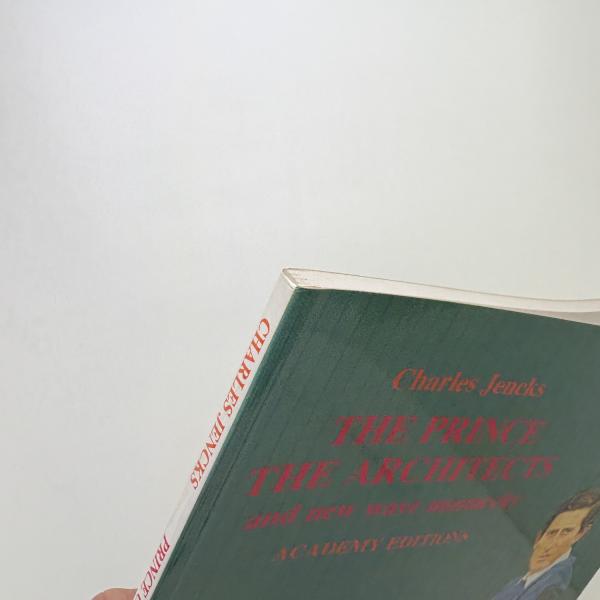 Charles Jencks
THE PRINCE
THE ARCHITECTS
and new wave monarchy
ACADEMY EDITIONS
CHARLES JENCKS
PRINCE